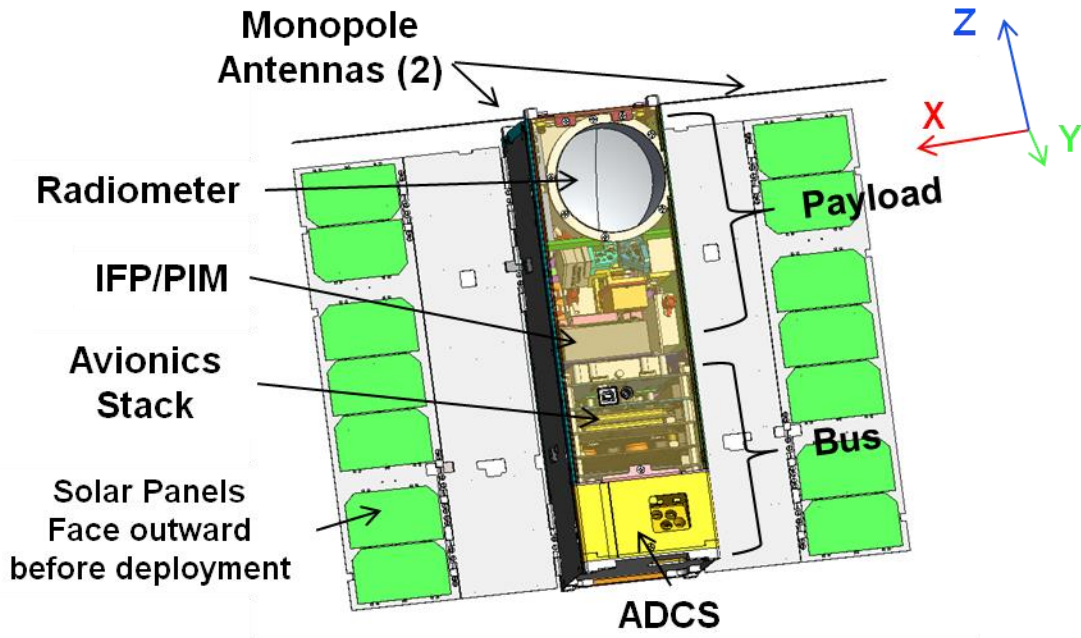 Monopole
Antennas (2)
Z
X
Y
Radiometer
Payload
IFP/PIM
Avionics
Stack
Bus
Solar Panels
Face outward
before deployment
ADCS